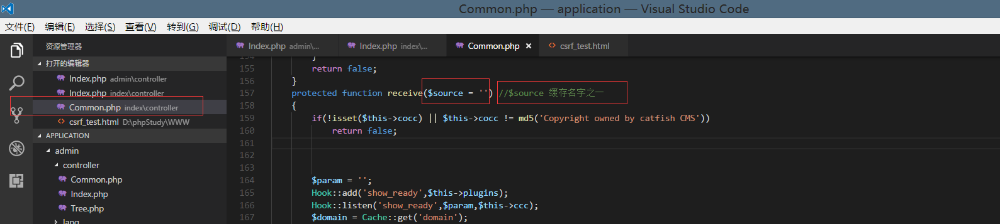 Common.php — application — Visual Studio Code
文件(F) 编辑(E) 选择(S) 查看(V) 转到(G) 调试(D) 帮助(H)
资源管理器
打开的编辑器
Index.php admin\controller
Index.php index\controller
Common.php index\controller
csrf_test.html D:\phpStudy\WWW
APPLICATION
admin
controller
Common.php
Index.php
Tree.php
lang
Index.php admin\... Index.php index\... Common.php × csrf_test.html
154 }
155 return false;
156 }
157 protected function receive($source = '') //$source 缓存名字之一
158 {
159 if(!isset($this->cocc) || $this->cocc != md5('Copyright owned by catfish CMS'))
160 return false;
161
162
163
164 $param = '';
165 Hook::add('show_ready',$this->plugins);
166 Hook::listen('show_ready',$param,$this->ccc);
167 $domain = Cache::get('domain');